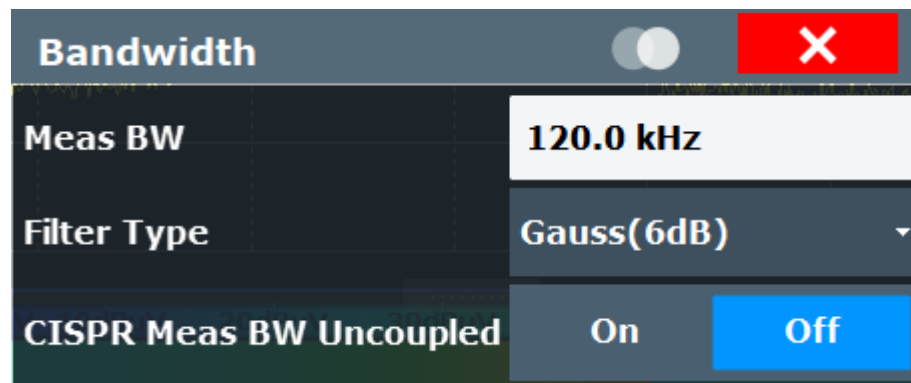 Bandwidth
Meas BW 120.0 kHz
Filter Type Gauss(6dB)
CISPR Meas BW Uncoupled On Off